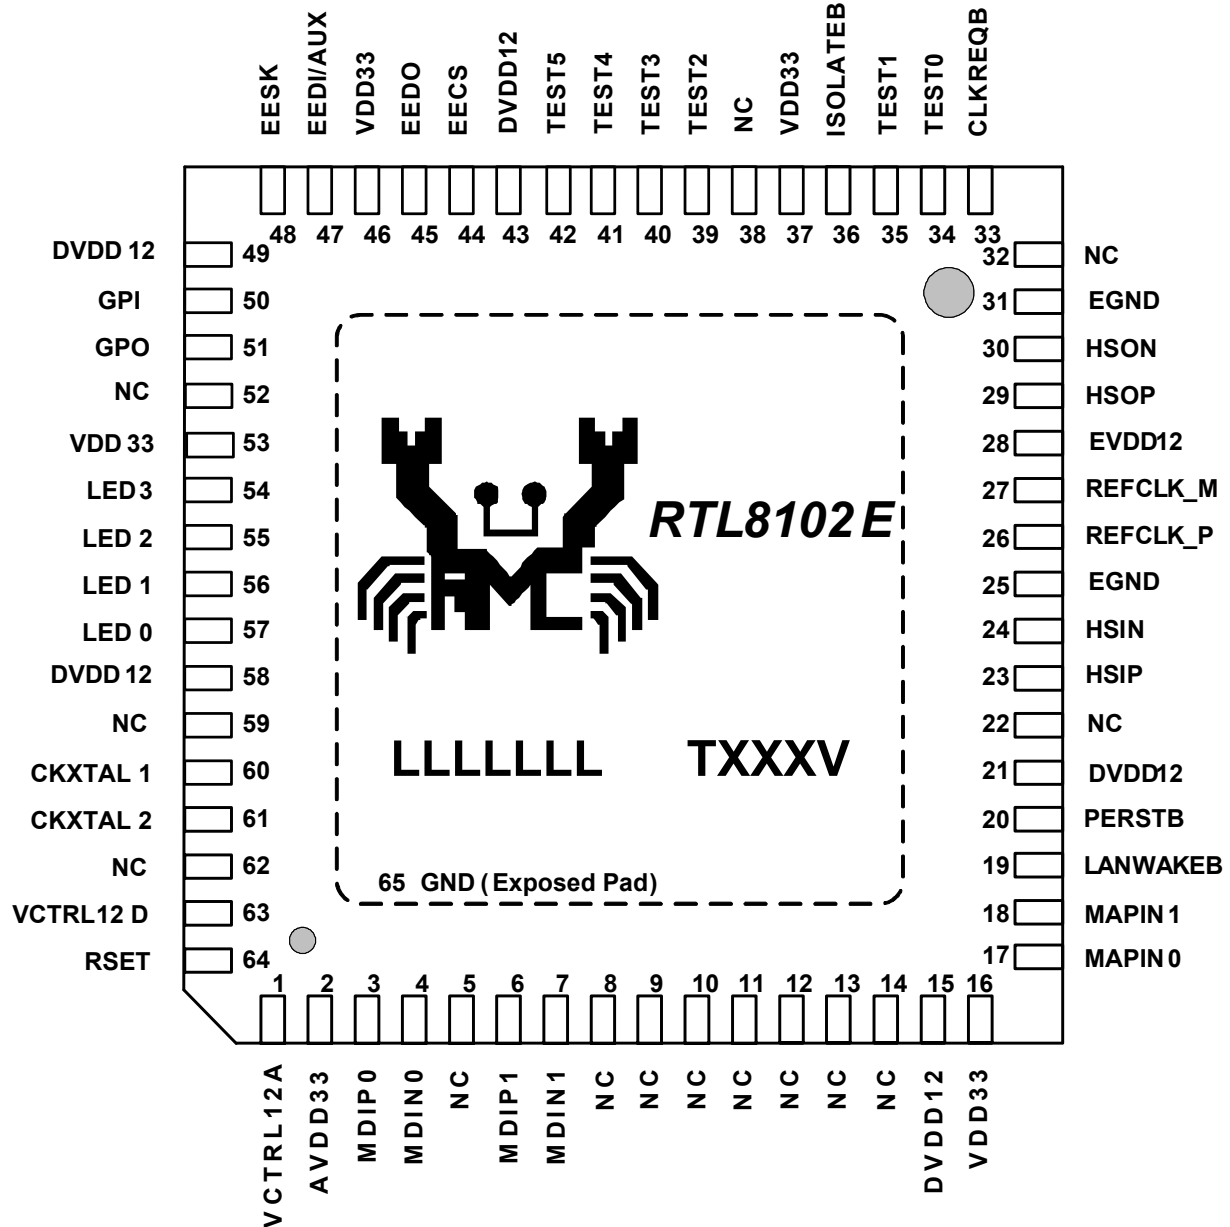 EESK
EEDI/AUX
VDD33
EEDO
EECS
DVDD12
TEST5
TEST4
TEST3
TEST2
NC
VDD33
ISOLATEB
TEST1
TEST0
CLKREQB
48 47 46 45 44 43 42 41 40 39 38 37 36 35 34 33
DVDD 12 49
GPI 50
GPO 51
NC 52
VDD 33 53
LED 3 54
LED 2 55
LED 1 56
LED 0 57
DVDD 12 58
NC 59
CKXTAL 1 60
CKXTAL 2 61
NC 62
VCTRL12 D 63
RSET 64
RTL8102E
LLLLLLL TXXXV
65 GND (Exposed Pad)
32 NC
31 EGND
30 HSON
29 HSOP
28 EVDD12
27 REFCLK_M
26 REFCLK_P
25 EGND
24 HSIN
23 HSIP
22 NC
21 DVDD12
20 PERSTB
19 LANWAKEB
18 MAPIN 1
17 MAPIN 0
1 2 3 4 5 6 7 8 9 10 11 12 13 14 15 16
VCTRL12A
AVDD33
MDIP0
MDIN0
NC
MDIP1
MDIN1
NC
NC
NC
NC
NC
NC
NC
DVDD12
VDD33